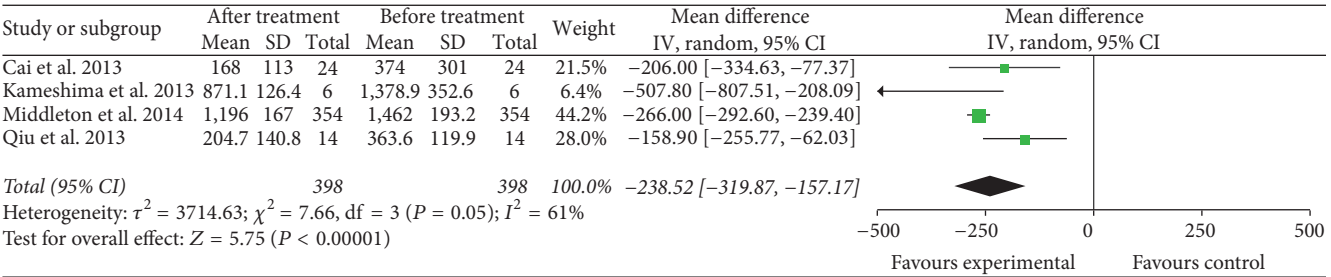 Study or subgroup After treatment Before treatment Weight Mean difference Mean difference
Mean SD Total Mean SD Total IV, random, 95% CI IV, random, 95% CI
Cai et al. 2013 168 113 24 374 301 24 21.5% −206.00 [−334.63, −77.37]
Kameshima et al. 2013 871.1 126.4 6 1,378.9 352.6 6 6.4% −507.80 [−807.51, −208.09]
Middleton et al. 2014 1,196 167 354 1,462 193.2 354 44.2% −266.00 [−292.60, −239.40]
Qiu et al. 2013 204.7 140.8 14 363.6 119.9 14 28.0% −158.90 [−255.77, −62.03]
Total (95% CI) 398 398 100.0% −238.52 [−319.87, −157.17]
Heterogeneity: τ² = 3714.63; χ² = 7.66, df = 3 (P = 0.05); I² = 61%
Test for overall effect: Z = 5.75 (P < 0.00001)
−500 −250 0 250 500
Favours experimental Favours control